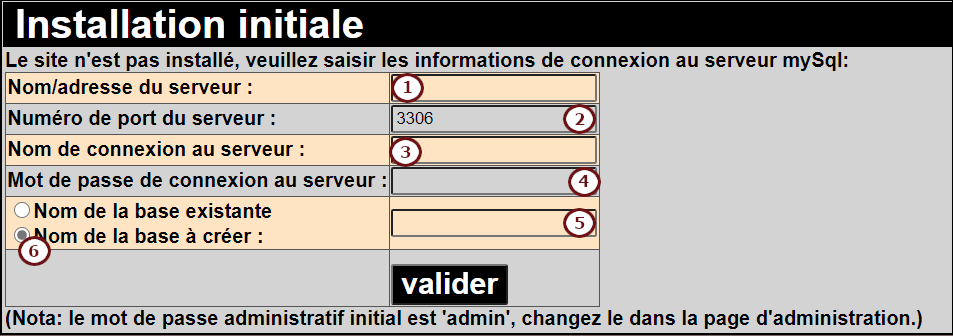 Installation initiale
Le site n'est pas installé, veuillez saisir les informations de connexion au serveur mySql:
Nom/adresse du serveur : 1
Numéro de port du serveur : 3306 2
Nom de connexion au serveur : 3
Mot de passe de connexion au serveur : 4
Nom de la base existante
5
Nom de la base à créer :
6
valider
(Nota: le mot de passe administratif initial est 'admin', changez le dans la page d'administration.)